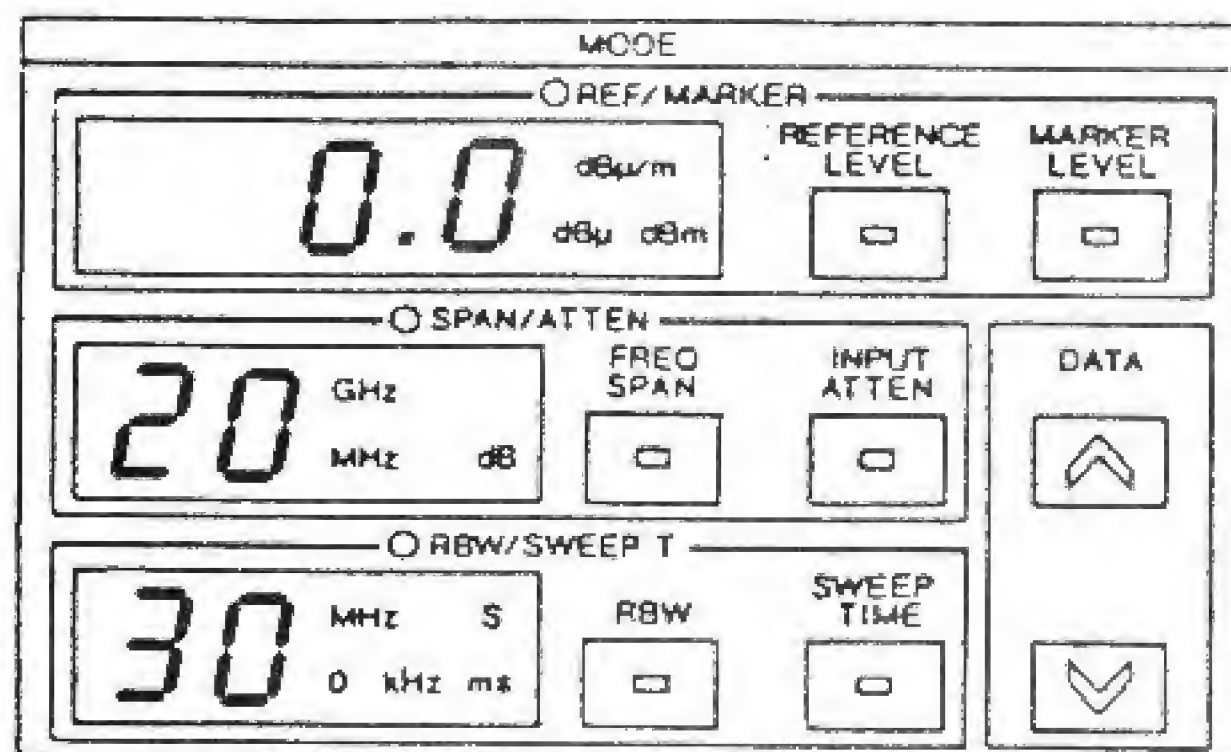 MODE
REF/MARKER
0.0
dBμ/m
dBμ dBm
REFERENCE
LEVEL
MARKER
LEVEL
SPAN/ATTEN
20
GHz
MHz dB
FREQ
SPAN
INPUT
ATTEN
DATA
RBW/SWEEP T
30
MHz S
0 kHz ms
RBW
SWEEP
TIME